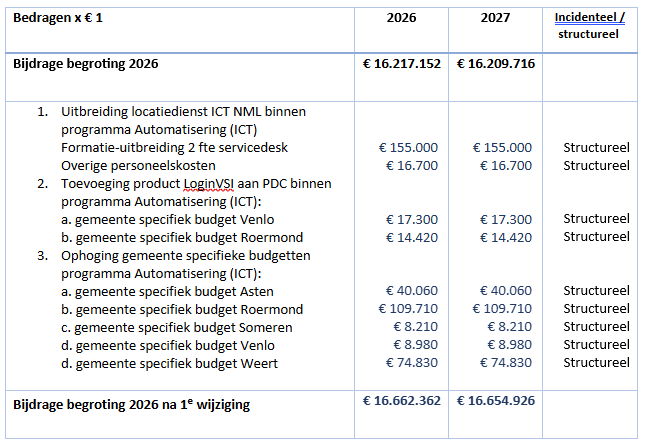 Bedragen x € 1 2026 2027 Incidenteel /
structureel
Bijdrage begroting 2026 € 16.217.152 € 16.209.716
1. Uitbreiding locatiedienst ICT NML binnen
programma Automatisering (ICT)
Formatie-uitbreiding 2 fte servicedesk € 155.000 € 155.000 Structureel
Overige personeelskosten € 16.700 € 16.700 Structureel
2. Toevoeging product LoginVSI aan PDC binnen
programma Automatisering (ICT):
a. gemeente specifiek budget Venlo € 17.300 € 17.300 Structureel
b. gemeente specifiek budget Roermond € 14.420 € 14.420 Structureel
3. Ophoging gemeente specifieke budgetten
programma Automatisering (ICT):
a. gemeente specifiek budget Asten € 40.060 € 40.060 Structureel
b. gemeente specifiek budget Roermond € 109.710 € 109.710 Structureel
c. gemeente specifiek budget Someren € 8.210 € 8.210 Structureel
d. gemeente specifiek budget Venlo € 8.980 € 8.980 Structureel
d. gemeente specifiek budget Weert € 74.830 € 74.830 Structureel
Bijdrage begroting 2026 na 1e wijziging € 16.662.362 € 16.654.926